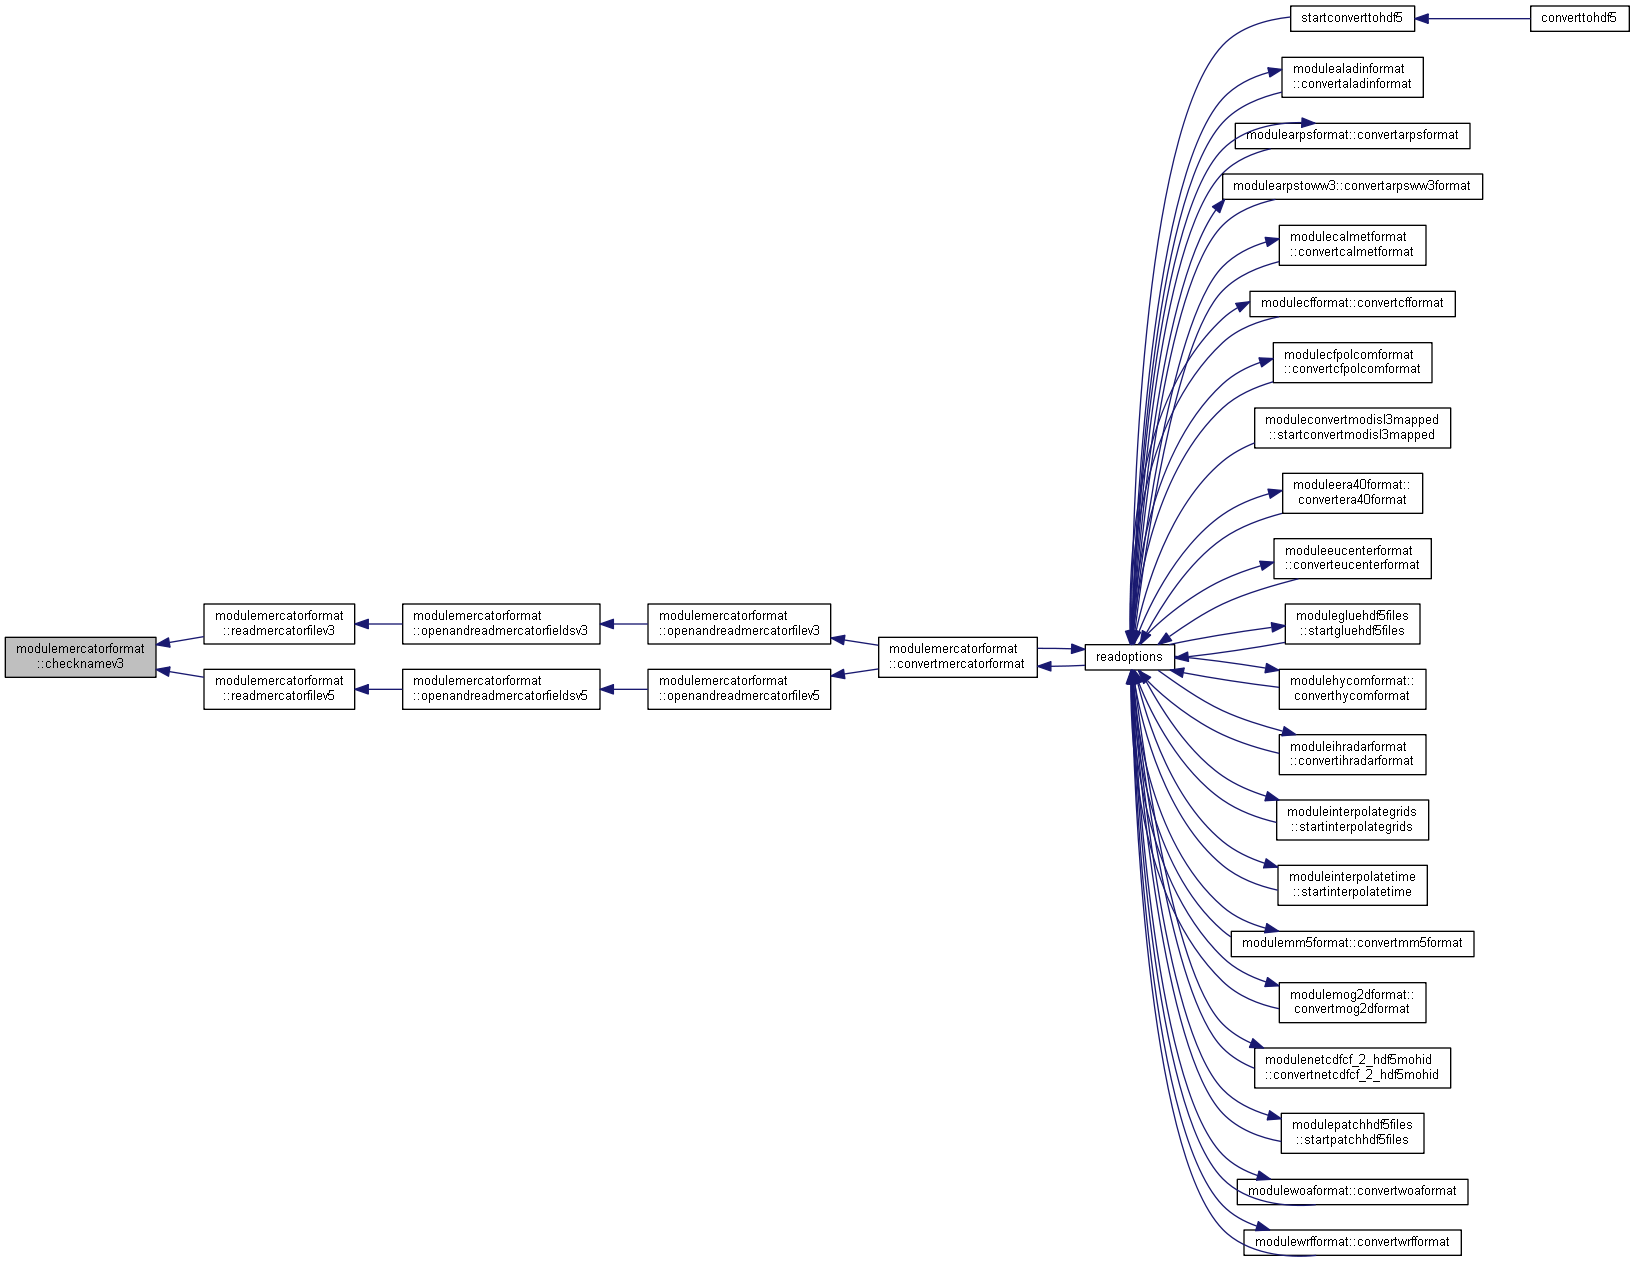 modulemercatorformat
::checknamev3
modulemercatorformat
::readmercatorfilev3
modulemercatorformat
::readmercatorfilev5
modulemercatorformat
::openandreadmercatorfieldsv3
modulemercatorformat
::openandreadmercatorfieldsv5
modulemercatorformat
::openandreadmercatorfilev3
modulemercatorformat
::openandreadmercatorfilev5
modulemercatorformat
::convertmercatorformat
readoptions
startconverttohdf5
converttohdf5
modulealadinformat
::convertaladinformat
modulearpsformat::convertarpsformat
modulearpstoww3::convertarpsww3format
modulecalmetformat
::convertcalmetformat
modulecfformat::convertcfformat
modulecfpolcomformat
::convertcfpolcomformat
moduleconvertmodisl3mapped
::startconvertmodisl3mapped
moduleera40format::
convertera40format
moduleeucenterformat
::converteucenterformat
modulegluehdf5files
::startgluehdf5files
modulehycomformat::
converthycomformat
moduleihradarformat
::convertihradarformat
moduleinterpolategrids
::startinterpolategrids
moduleinterpolatetime
::startinterpolatetime
modulemm5format::convertmm5format
modulemog2dformat::
convertmog2dformat
modulenetcdfcf_2_hdf5mohid
::convertnetcdfcf_2_hdf5mohid
modulepatchhdf5files
::startpatchhdf5files
modulewoaformat::convertwoaformat
modulewrfformat::convertwrfformat